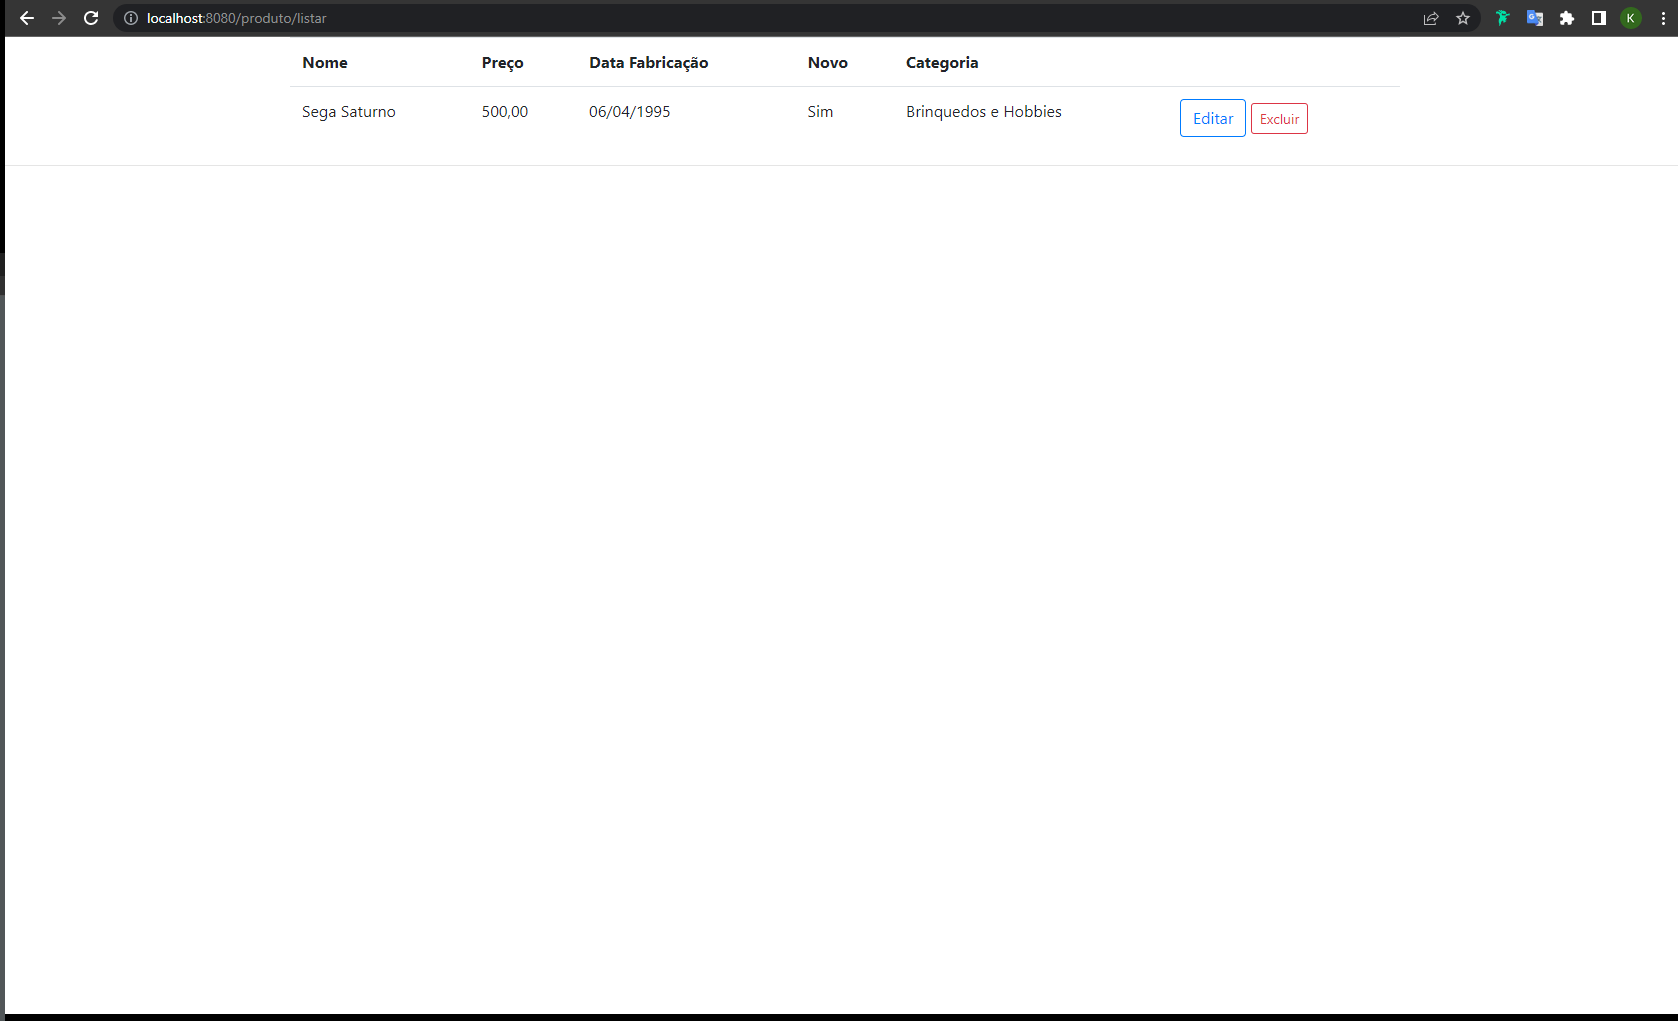 localhost:8080/produto/listar
K
Nome Preço Data Fabricação Novo Categoria
Sega Saturno 500,00 06/04/1995 Sim Brinquedos e Hobbies Editar Excluir